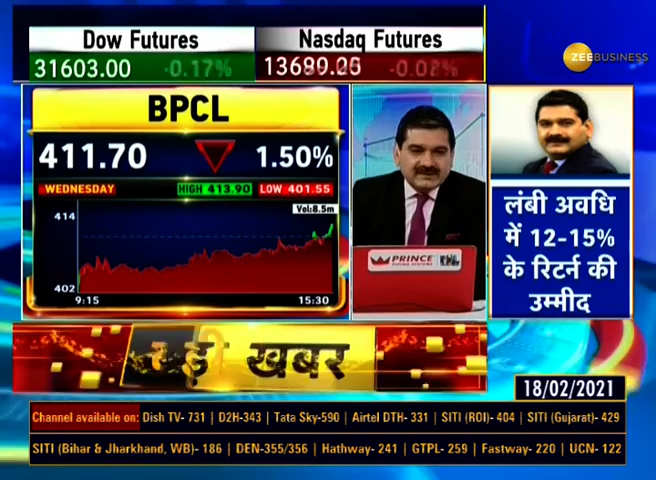 Dow Futures
31603.00 -0.17%
Nasdaq Futures
-0.02%
ZEE BUSINESS
BPCL
411.70 1.50%
WEDNESDAY HIGH 413.90 LOW 401.55
Vol:8.5m
414
402
9:15 15:30
PRINCE
PIPING SYSTEMS
लंबी अवधि
में 12-15%
के रिटर्न की
उम्मीद
खबर
18/02/2021
Channel available on: Dish TV- 731 | D2H-343 | Tata Sky-590 | Airtel DTH- 331 | SITI (ROI)- 404 | SITI (Gujarat)- 429
SITI (Bihar & Jharkhand, WB)- 186 | DEN-355/356 | Hathway- 241 | GTPL- 259 | Fastway- 220 | UCN- 122